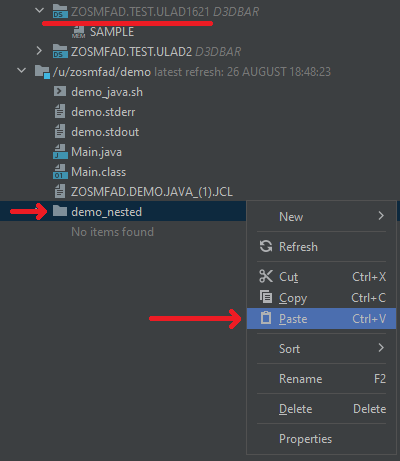 ZOSMFAD.TEST.ULAD1621 D3DBAR
SAMPLE
ZOSMFAD.TEST.ULAD2 D3DBAR
/u/zosmfad/demo latest refresh: 26 AUGUST 18:48:23
demo_java.sh
demo.stderr
demo.stdout
Main.java
Main.class
ZOSMFAD.DEMO.JAVA_(1).JCL
demo_nested
No items found
New
Refresh
Cut Ctrl+X
Copy Ctrl+C
Paste Ctrl+V
Sort
Rename F2
Delete Delete
Properties